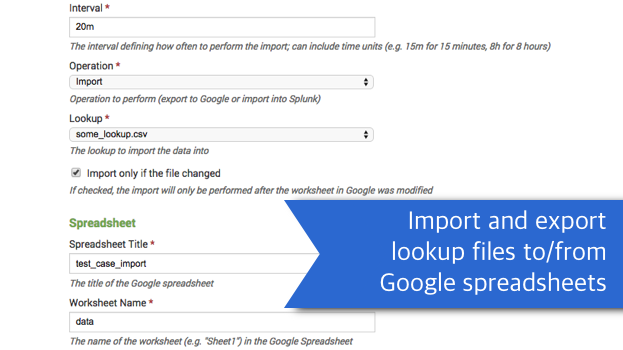 Interval *
20m
The interval defining how often to perform the import; can include time units (e.g. 15m for 15 minutes, 8h for 8 hours)
Operation *
Import
Operation to perform (export to Google or import into Splunk)
Lookup *
some_lookup.csv
The lookup to import the data into
Import only if the file changed
If checked, the import will only be performed after the worksheet in Google was modified
Spreadsheet
Spreadsheet Title *
test_case_import
The title of the Google spreadsheet
Worksheet Name *
data
The name of the worksheet (e.g. "Sheet1") in the Google Spreadsheet
Import and export
lookup files to/from
Google spreadsheets